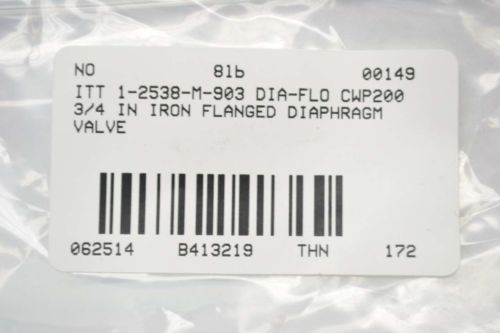 NO 8lb 00149
ITT 1-2538-M-903 DIA-FLO CWP200
3/4 IN IRON FLANGED DIAPHRAGM
VALVE
062514 B413219 THN 172